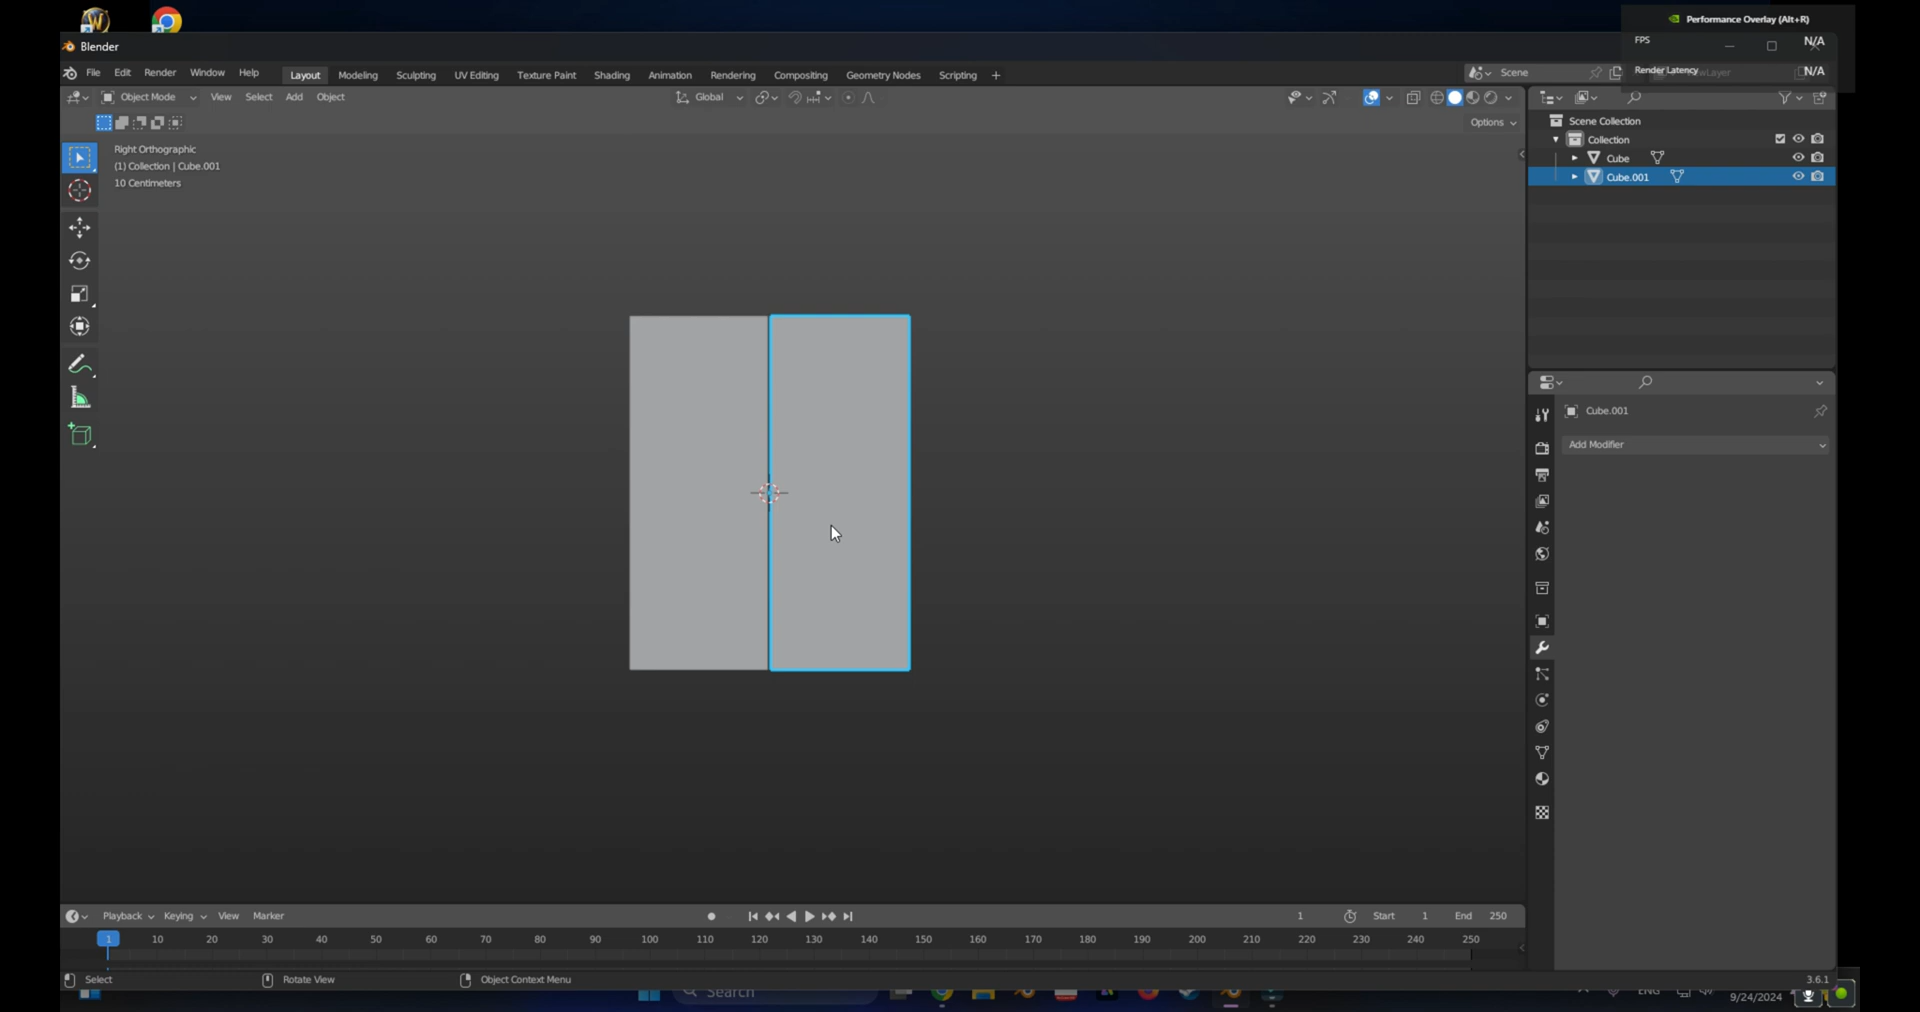 Performance Overlay (Alt+R)
FPS N/A
Render Latency N/A
Blender
File Edit Render Window Help Layout Modeling Sculpting UV Editing Texture Paint Shading Animation Rendering Compositing Geometry Nodes Scripting + Scene
Object Mode View Select Add Object Global
Options
Right Orthographic
(1) Collection | Cube.001
10 Centimeters
Scene Collection
Collection
Cube
Cube.001
Cube.001
Add Modifier
Playback Keying View Marker 1 Start 1 End 250
1 10 20 30 40 50 60 70 80 90 100 110 120 130 140 150 160 170 180 190 200 210 220 230 240 250
Select Rotate View Object Context Menu 3.6.1
Search ENG 9/24/2024